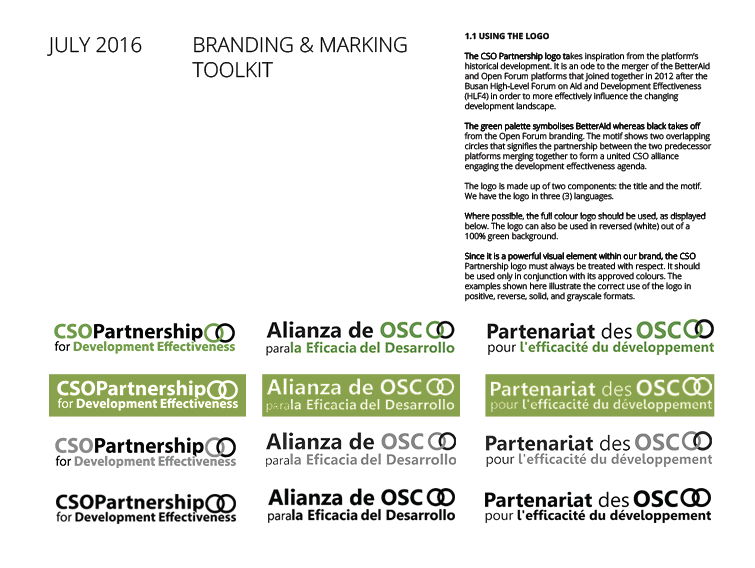 JULY 2016
BRANDING & MARKING
TOOLKIT
1.1 USING THE LOGO
The CSO Partnership logo takes inspiration from the platform's
historical development. It is an ode to the merger of the BetterAid
and Open Forum platforms that joined together in 2012 after the
Busan High-Level Forum on Aid and Development Effectiveness
(HLF4) in order to more effectively influence the changing
development landscape.
The green palette symbolises BetterAid whereas black takes off
from the Open Forum branding. The motif shows two overlapping
circles that signifies the partnership between the two predecessor
platforms merging together to form a united CSO alliance
engaging the development effectiveness agenda.
The logo is made up of two components: the title and the motif.
We have the logo in three (3) languages.
Where possible, the full colour logo should be used, as displayed
below. The logo can also be used in reversed (white) out of a
100% green background.
Since it is a powerful visual element within our brand, the CSO
Partnership logo must always be treated with respect. It should
be used only in conjunction with its approved colours. The
examples shown here illustrate the correct use of the logo in
positive, reverse, solid, and grayscale formats.
CSOPartnership
for Development Effectiveness
Alianza de OSC
parala Eficacia del Desarrollo
Partenariat des OSC
pour l'efficacité du développement
CSOPartnership
for Development Effectiveness
Alianza de OSC
parala Eficacia del Desarrollo
Partenariat des OSC
pour l'efficacité du développement
CSOPartnership
for Development Effectiveness
Alianza de OSC
parala Eficacia del Desarrollo
Partenariat des OSC
pour l'efficacité du développement
CSOPartnership
for Development Effectiveness
Alianza de OSC
parala Eficacia del Desarrollo
Partenariat des OSC
pour l'efficacité du développement